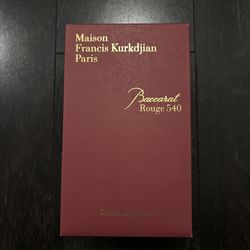 Maison
Francis Kurkdjian
Paris
Baccarat
Rouge 540